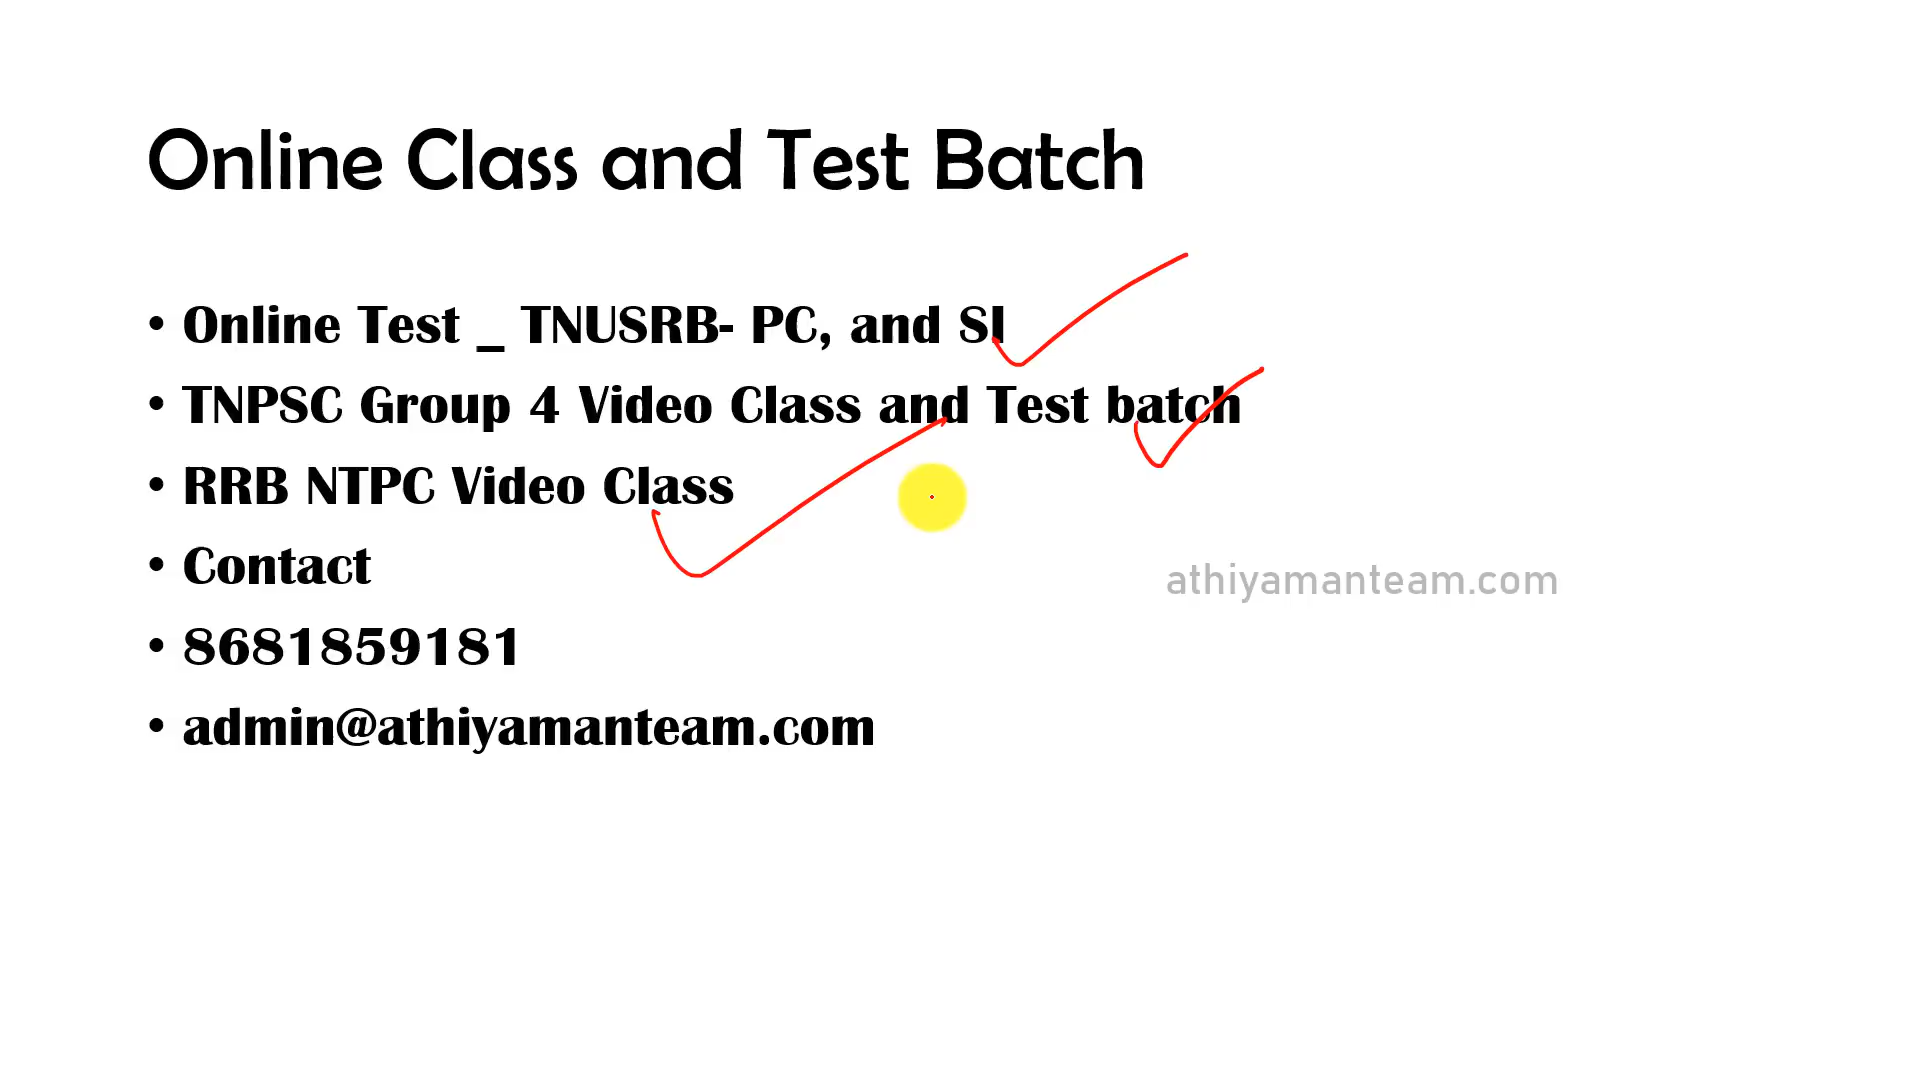 Online Class and Test Batch
• Online Test _ TNUSRB- PC, and SI
• TNPSC Group 4 Video Class and Test batch
• RRB NTPC Video Class
• Contact
• 8681859181
• admin@athiyamanteam.com
athiyamanteam.com